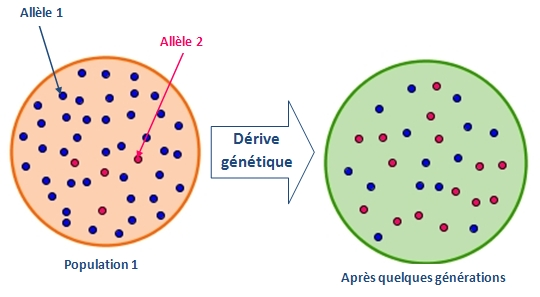 Allèle 1
Allèle 2
Dérive
génétique
Population 1
Après quelques générations